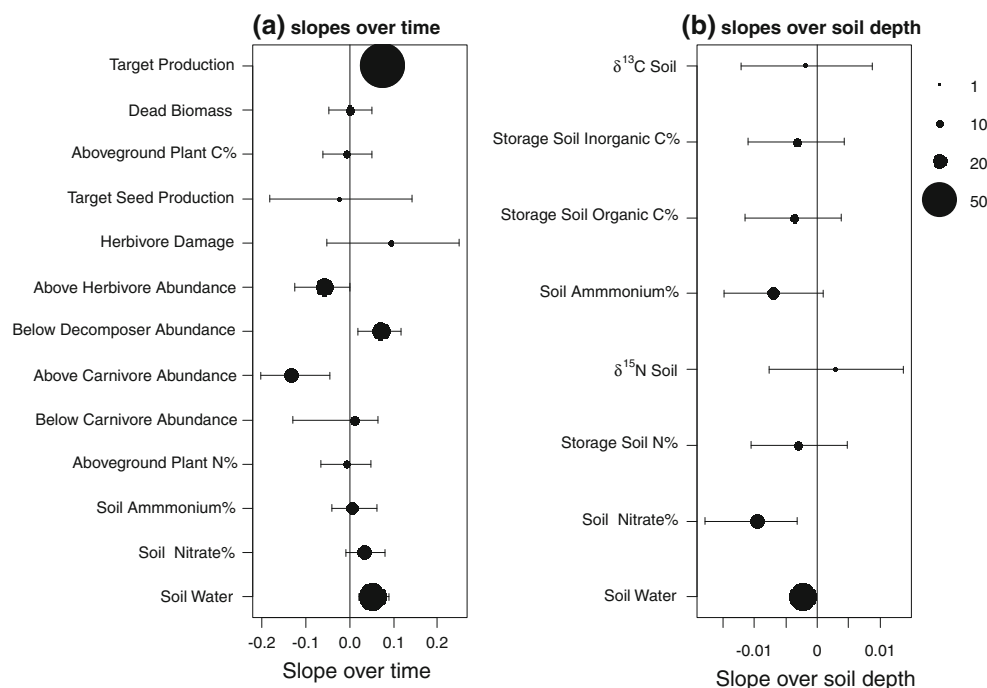 (a) slopes over time
Target Production
Dead Biomass
Aboveground Plant C%
Target Seed Production
Herbivore Damage
Above Herbivore Abundance
Below Decomposer Abundance
Above Carnivore Abundance
Below Carnivore Abundance
Aboveground Plant N%
Soil Ammmonium%
Soil Nitrate%
Soil Water
-0.2 -0.1 0.0 0.1 0.2
Slope over time
(b) slopes over soil depth
δ¹³C Soil
Storage Soil Inorganic C%
Storage Soil Organic C%
Soil Ammmonium%
δ¹⁵N Soil
Storage Soil N%
Soil Nitrate%
Soil Water
-0.01 0 0.01
Slope over soil depth
1
10
20
50